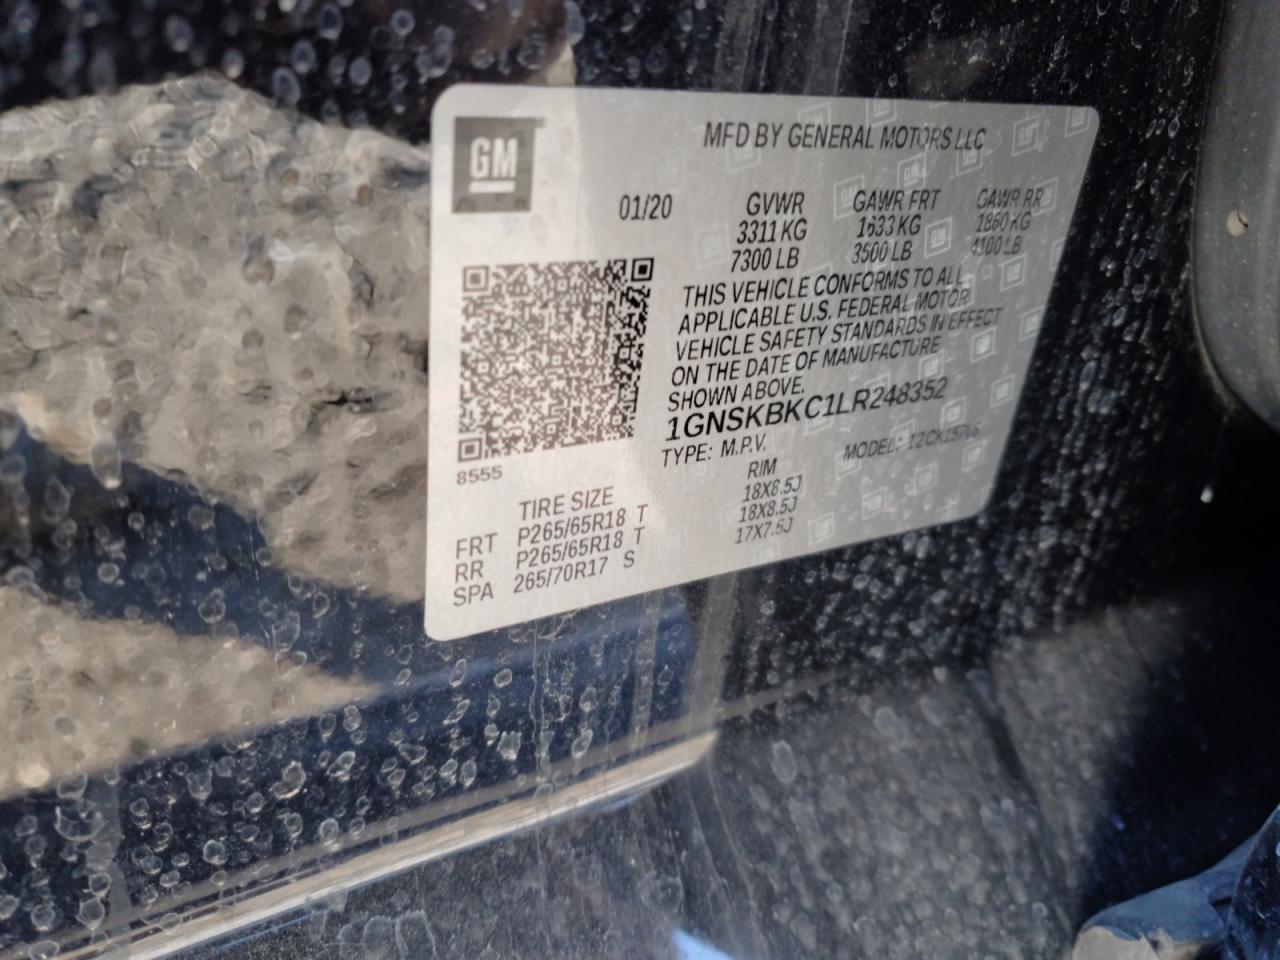 GM
MFD BY GENERAL MOTORS LLC
01/20 GVWR GAWR FRT GAWR RR
3311 KG 1633 KG 1860 KG
7300 LB 3500 LB 4100 LB
THIS VEHICLE CONFORMS TO ALL
APPLICABLE U.S. FEDERAL MOTOR
VEHICLE SAFETY STANDARDS IN EFFECT
ON THE DATE OF MANUFACTURE
SHOWN ABOVE.
1GNSKBKC1LR248352
TYPE: M.P.V. MODEL: 12CK15706
8555
TIRE SIZE RIM
FRT P265/65R18 T 18X8.5J
RR P265/65R18 T 18X8.5J
SPA 265/70R17 S 17X7.5J